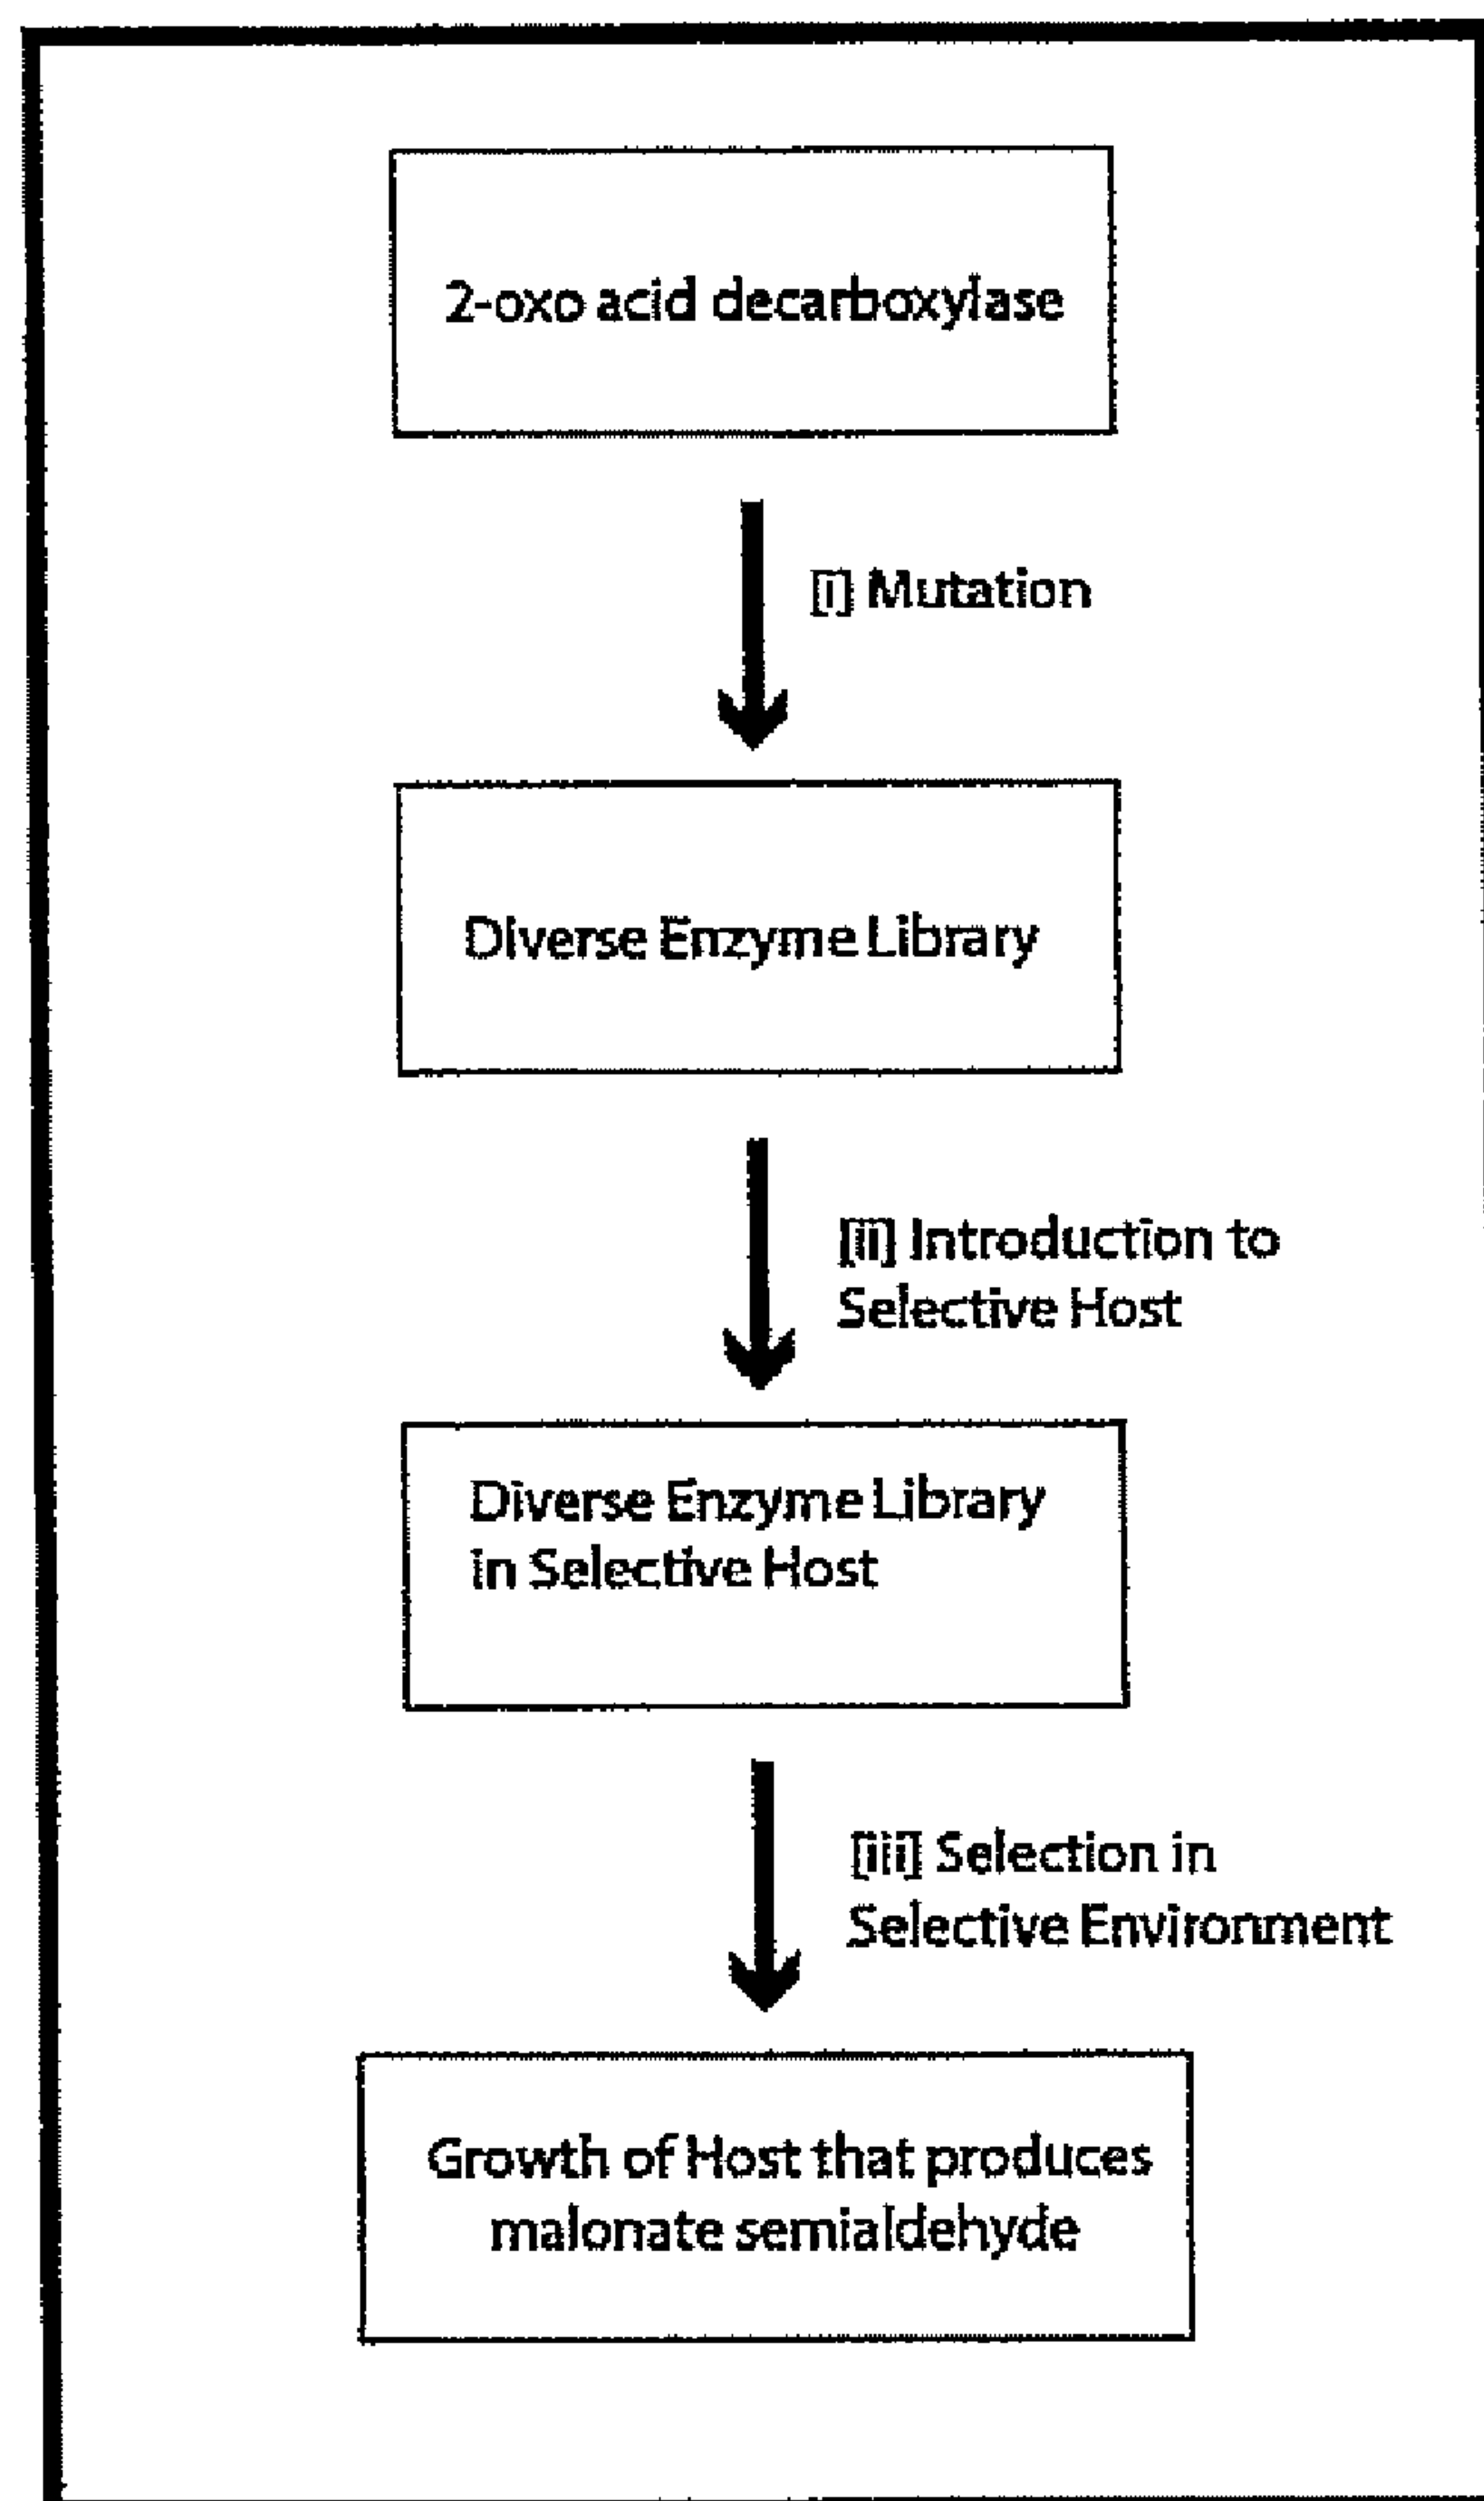 2-oxo acid decarboxylase
[i] Mutation
Diverse Enzyme Library
[ii] Introduction to
Selective Host
Diverse Enzyme Library
in Selective Host
[iii] Selection in
Selective Environment
Growth of Host that produces
malonate semialdehyde